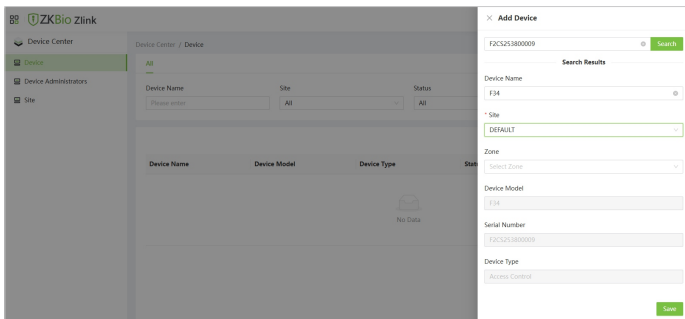 ZKBio Zlink
Device Center
Device
Device Administrators
Site
Device Center / Device
All
Device Name
Site
Status
Please enter
All
All
Device Name
Device Model
Device Type
No Data
Add Device
F2CS253800009
Search
Search Results
Device Name
F34
* Site
DEFAULT
Zone
Select Zone
Device Model
F34
Serial Number
F2CS253800009
Device Type
Access Control
Save